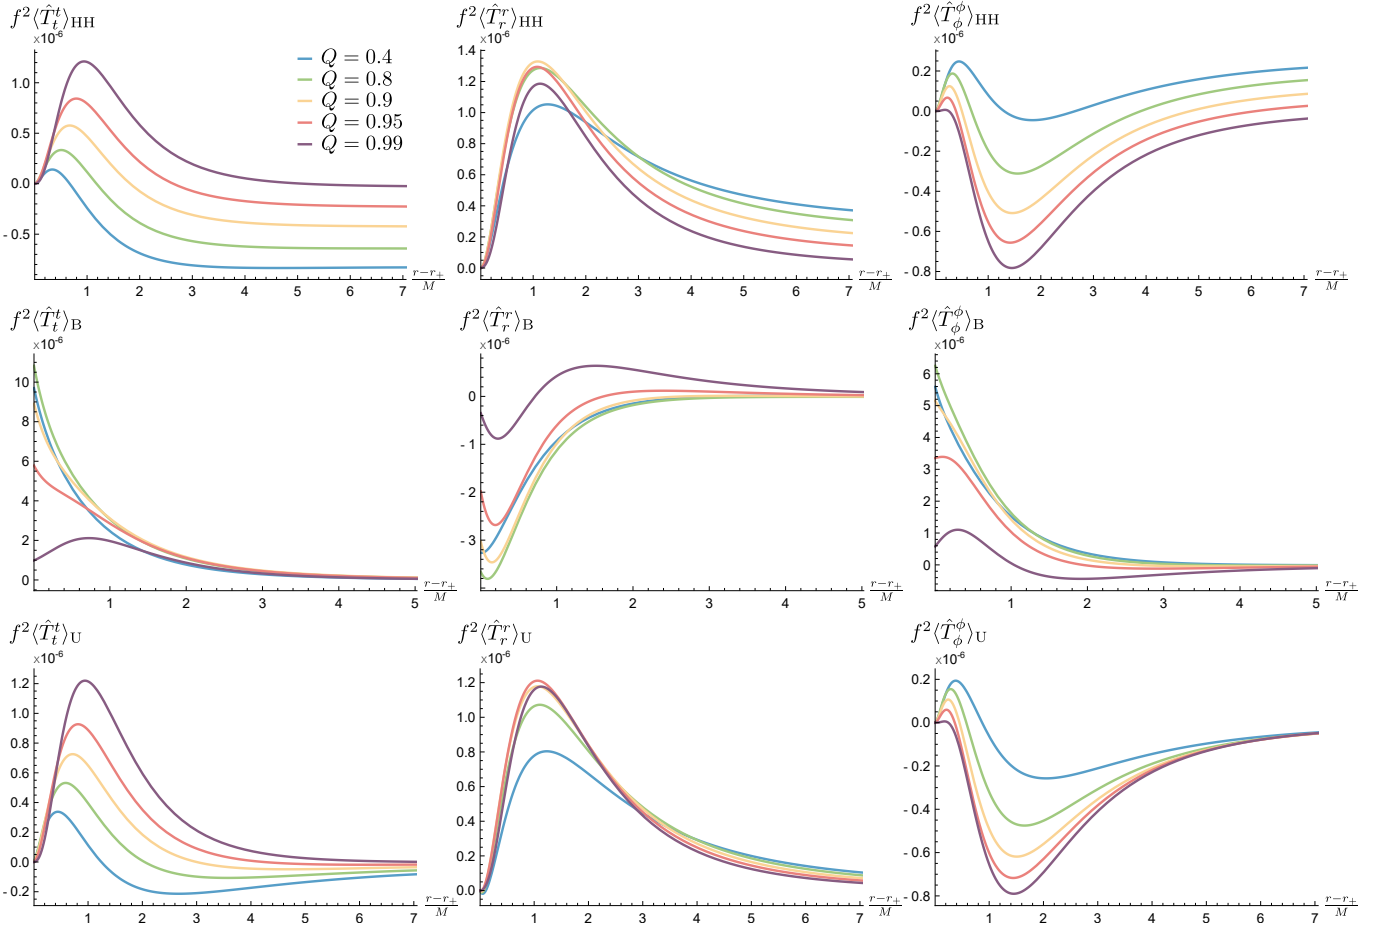 f²⟨T̂ᵗₜ⟩HH
×10⁻⁶
1.0
0.5
0.0
-0.5
1 2 3 4 5 6 7
r−r₊/M
Q = 0.4
Q = 0.8
Q = 0.9
Q = 0.95
Q = 0.99
f²⟨T̂ʳᵣ⟩HH
×10⁻⁶
1.4
1.2
1.0
0.8
0.6
0.4
0.2
0.0
1 2 3 4 5 6 7
r−r₊/M
f²⟨T̂^ϕ_ϕ⟩HH
×10⁻⁶
0.2
0.0
-0.2
-0.4
-0.6
-0.8
1 2 3 4 5 6 7
r−r₊/M
f²⟨T̂ᵗₜ⟩B
×10⁻⁶
10
8
6
4
2
0
1 2 3 4 5
r−r₊/M
f²⟨T̂ʳᵣ⟩B
×10⁻⁶
0
-1
-2
-3
1 2 3 4 5
r−r₊/M
f²⟨T̂^ϕ_ϕ⟩B
×10⁻⁶
6
5
4
3
2
1
0
1 2 3 4 5
r−r₊/M
f²⟨T̂ᵗₜ⟩U
×10⁻⁶
1.2
1.0
0.8
0.6
0.4
0.2
0.0
-0.2
1 2 3 4 5 6 7
r−r₊/M
f²⟨T̂ʳᵣ⟩U
×10⁻⁶
1.2
1.0
0.8
0.6
0.4
0.2
0.0
1 2 3 4 5 6 7
r−r₊/M
f²⟨T̂^ϕ_ϕ⟩U
×10⁻⁶
0.2
0.0
-0.2
-0.4
-0.6
-0.8
1 2 3 4 5 6 7
r−r₊/M